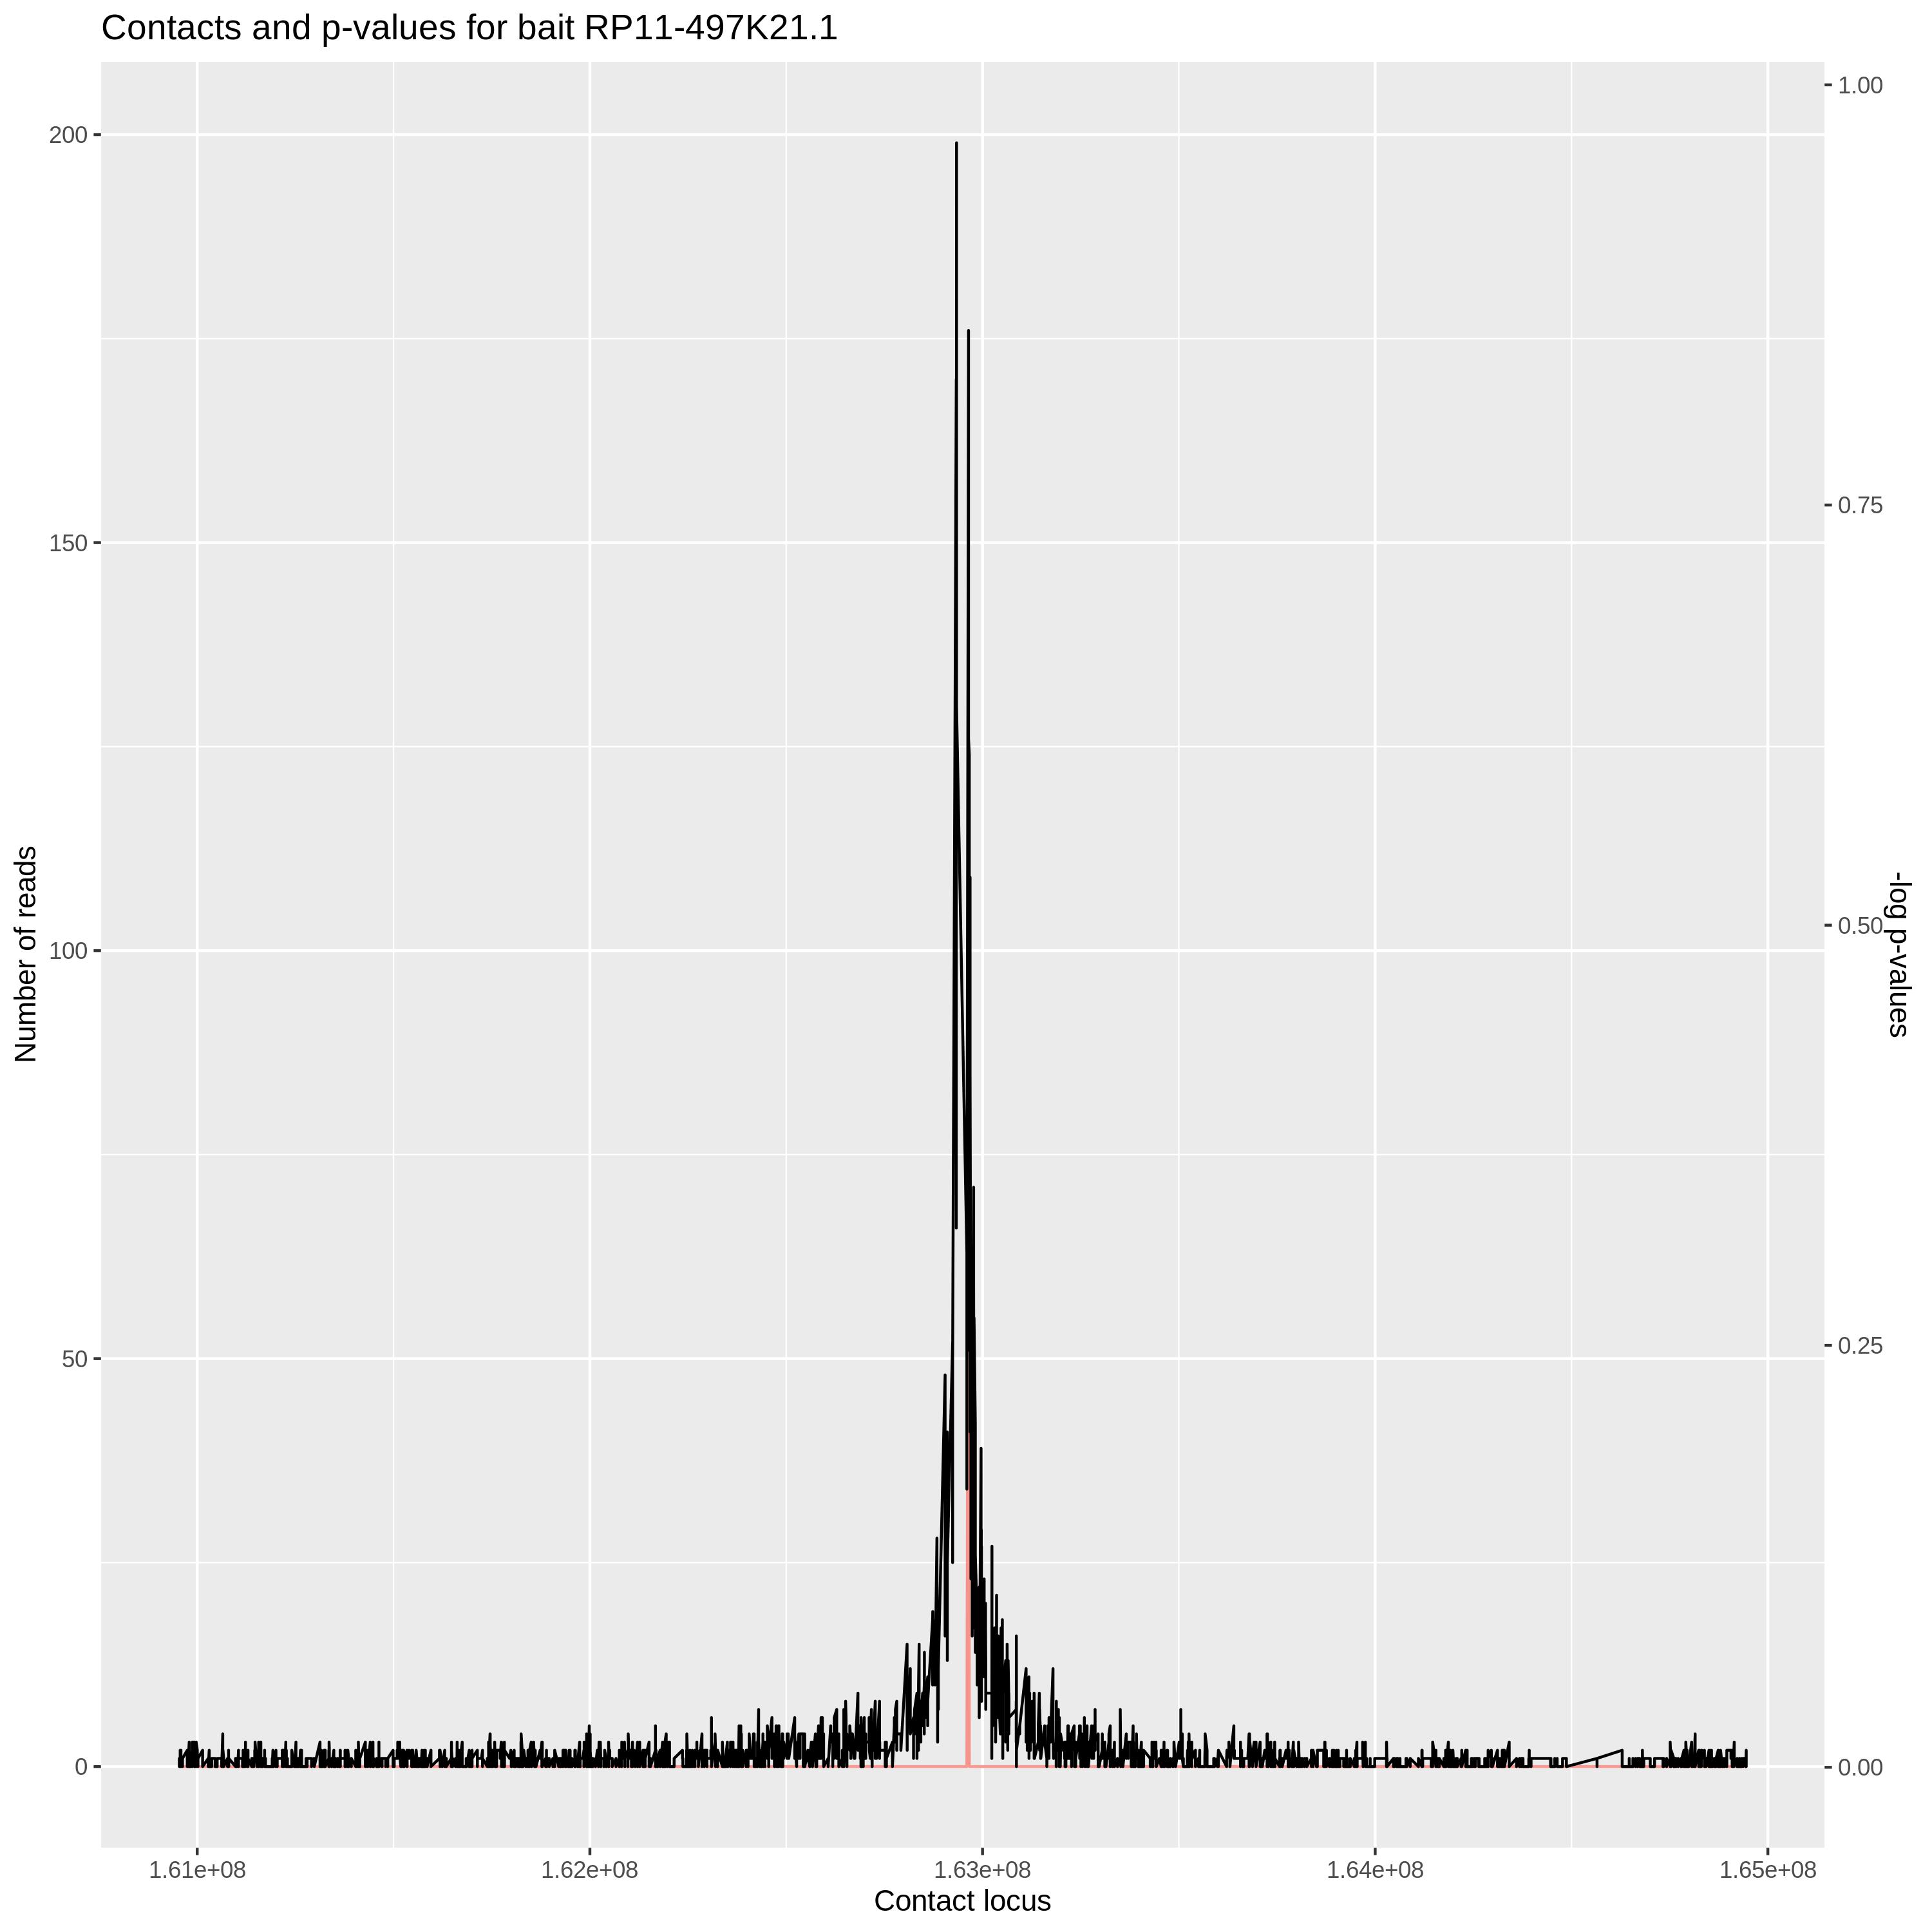 Contacts and p-values for bait RP11-497K21.1
200
150
100
50
0
Number of reads
1.00
0.75
0.50
0.25
0.00
-log p-values
1.61e+08
1.62e+08
1.63e+08
1.64e+08
1.65e+08
Contact locus